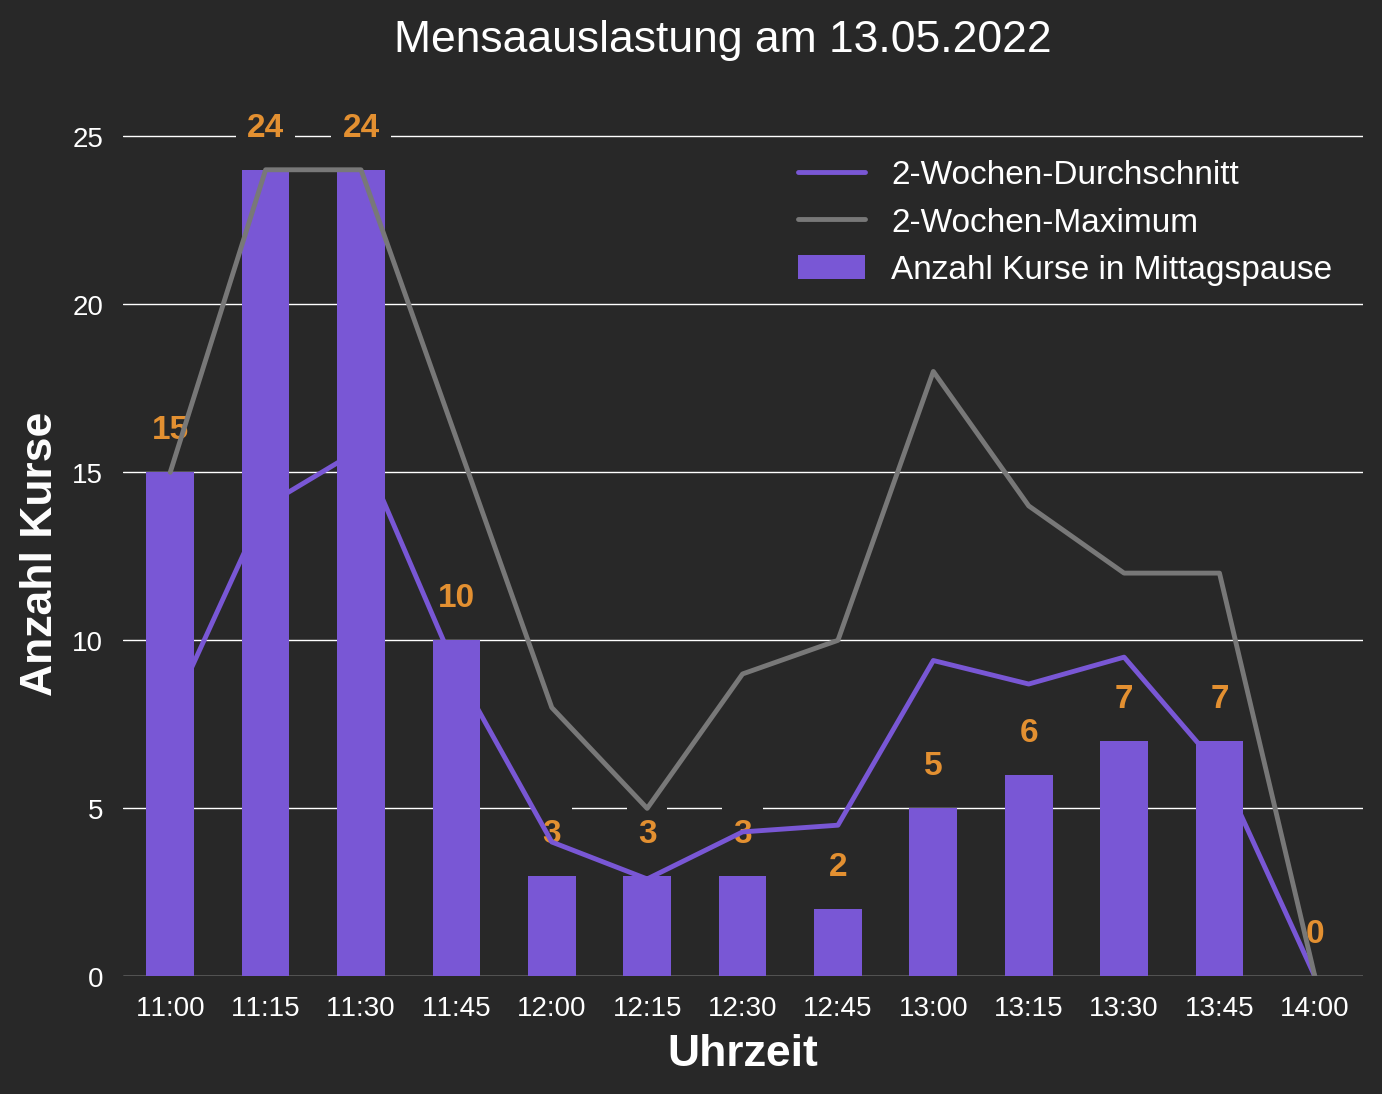 Mensaauslastung am 13.05.2022
24 24
25
2-Wochen-Durchschnitt
2-Wochen-Maximum
Anzahl Kurse in Mittagspause
20
15
15
10
10
7 7
6
5
5
3 3 3
2
0
0
Anzahl Kurse
11:00 11:15 11:30 11:45 12:00 12:15 12:30 12:45 13:00 13:15 13:30 13:45 14:00
Uhrzeit